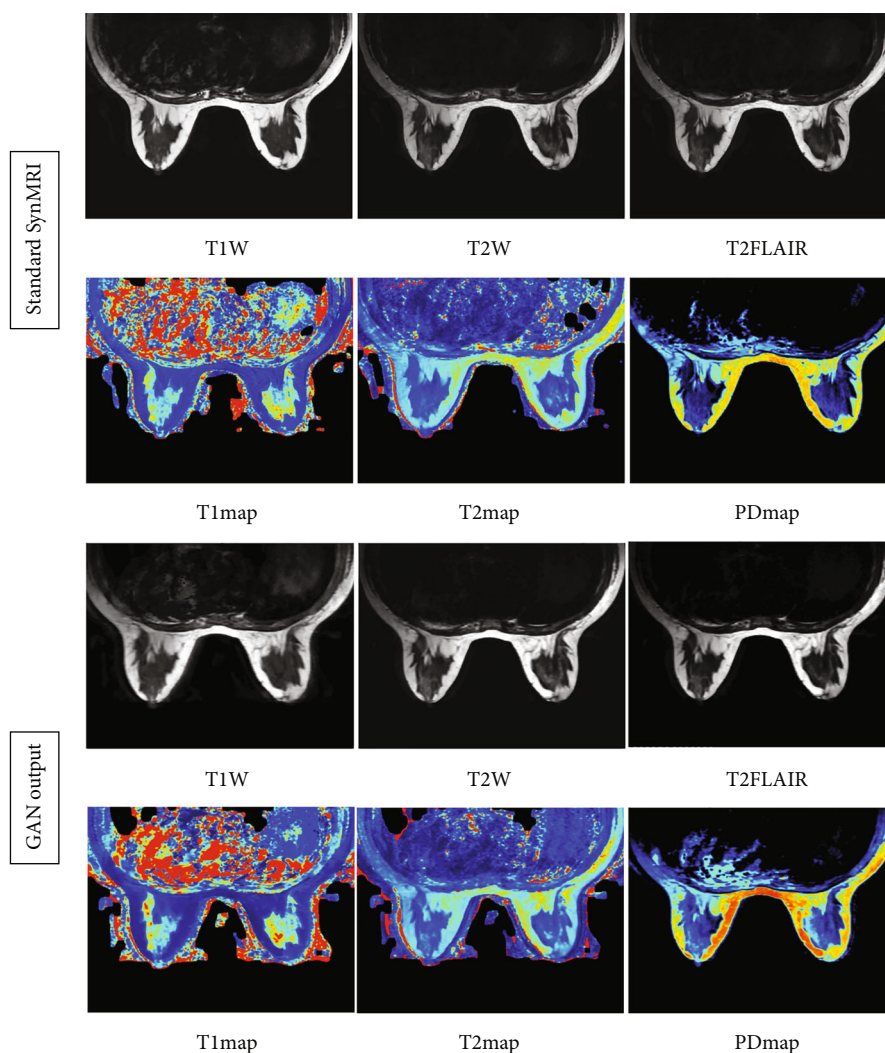 Standard SynMRI
T1W
T2W
T2FLAIR
T1map
T2map
PDmap
GAN output
T1W
T2W
T2FLAIR
T1map
T2map
PDmap